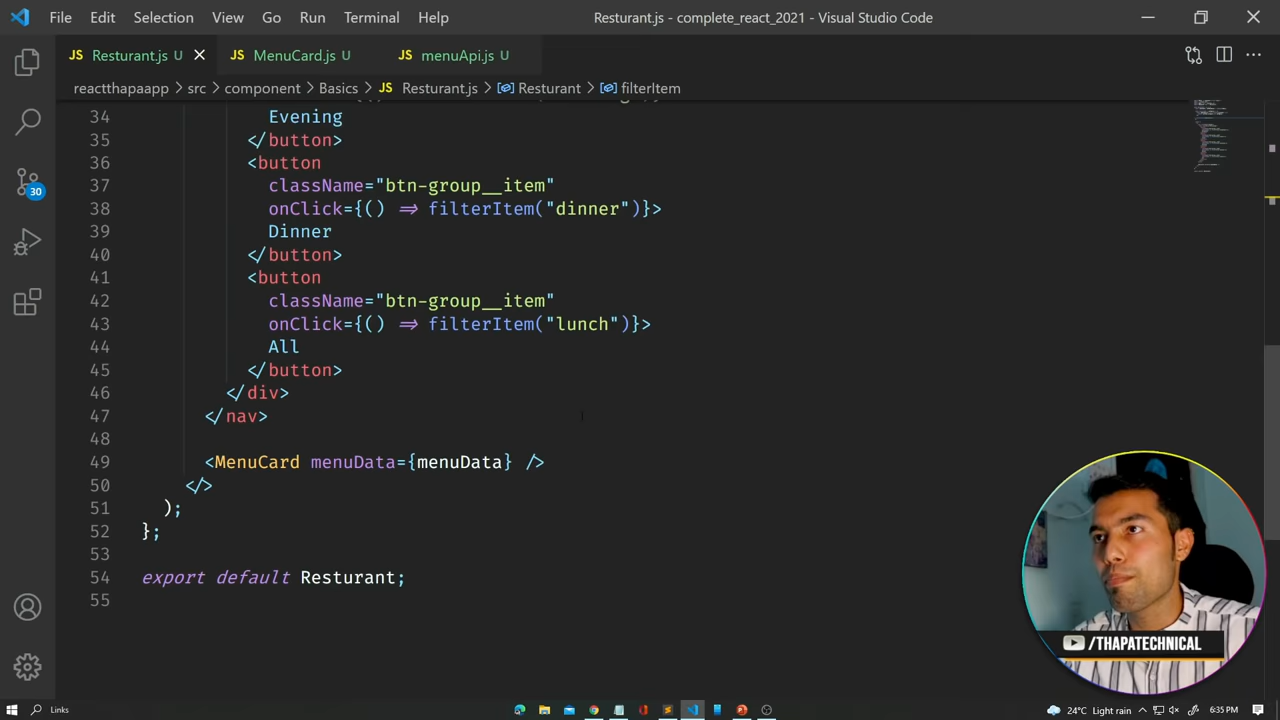 File Edit Selection View Go Run Terminal Help Resturant.js - complete_react_2021 - Visual Studio Code
JS Resturant.js U JS MenuCard.js U JS menuApi.js U
reactthapaapp > src > component > Basics > JS Resturant.js > Resturant > filterItem
34 Evening
35 </button>
36 <button
37 className="btn-group__item"
38 onClick={() => filterItem("dinner")}>
39 Dinner
40 </button>
41 <button
42 className="btn-group__item"
43 onClick={() => filterItem("lunch")}>
44 All
45 </button>
46 </div>
47 </nav>
48
49 <MenuCard menuData={menuData} />
50 </>
51 );
52 };
53
54 export default Resturant;
55
30
/THAPATECHNICAL
Links 24°C Light rain 6:35 PM